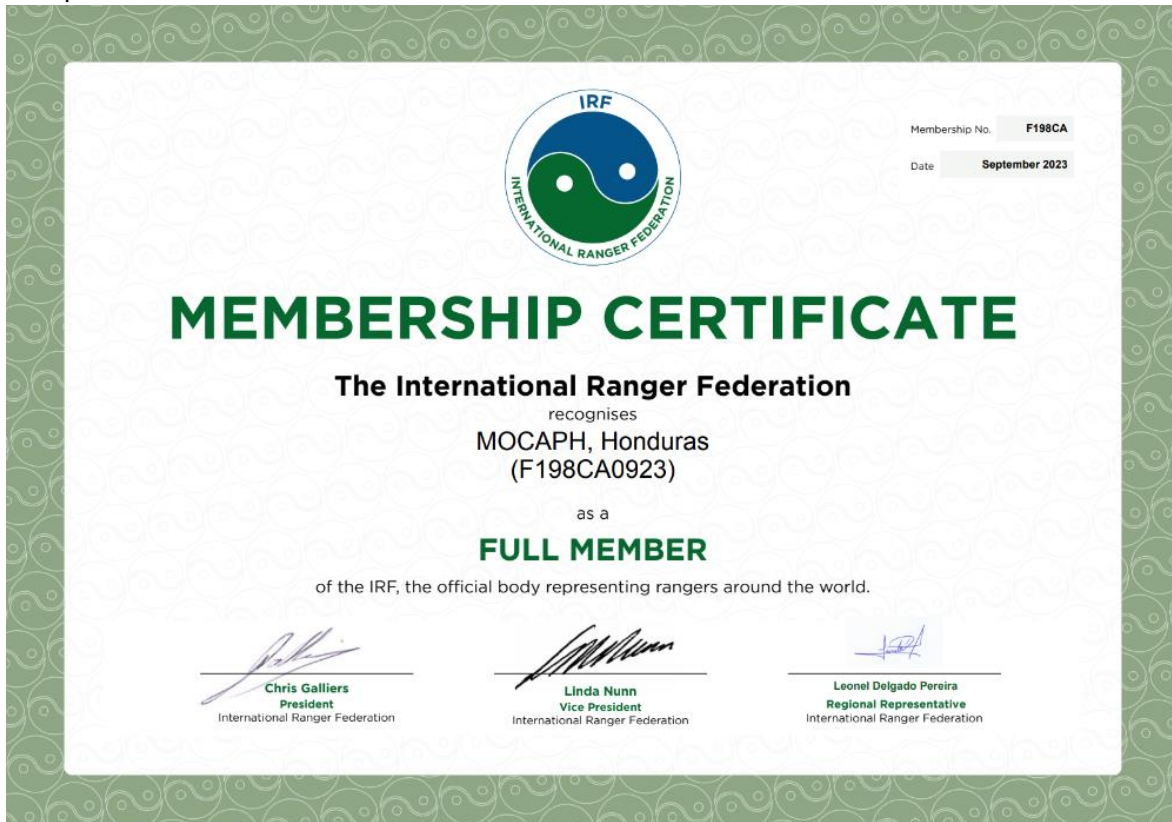 IRF
INTERNATIONAL RANGER FEDERATION
Membership No. F198CA
Date September 2023
MEMBERSHIP CERTIFICATE
The International Ranger Federation
recognises
MOCAPH, Honduras
(F198CA0923)
as a
FULL MEMBER
of the IRF, the official body representing rangers around the world.
Chris Galliers
President
International Ranger Federation
Linda Nunn
Vice President
International Ranger Federation
Leonel Delgado Pereira
Regional Representative
International Ranger Federation